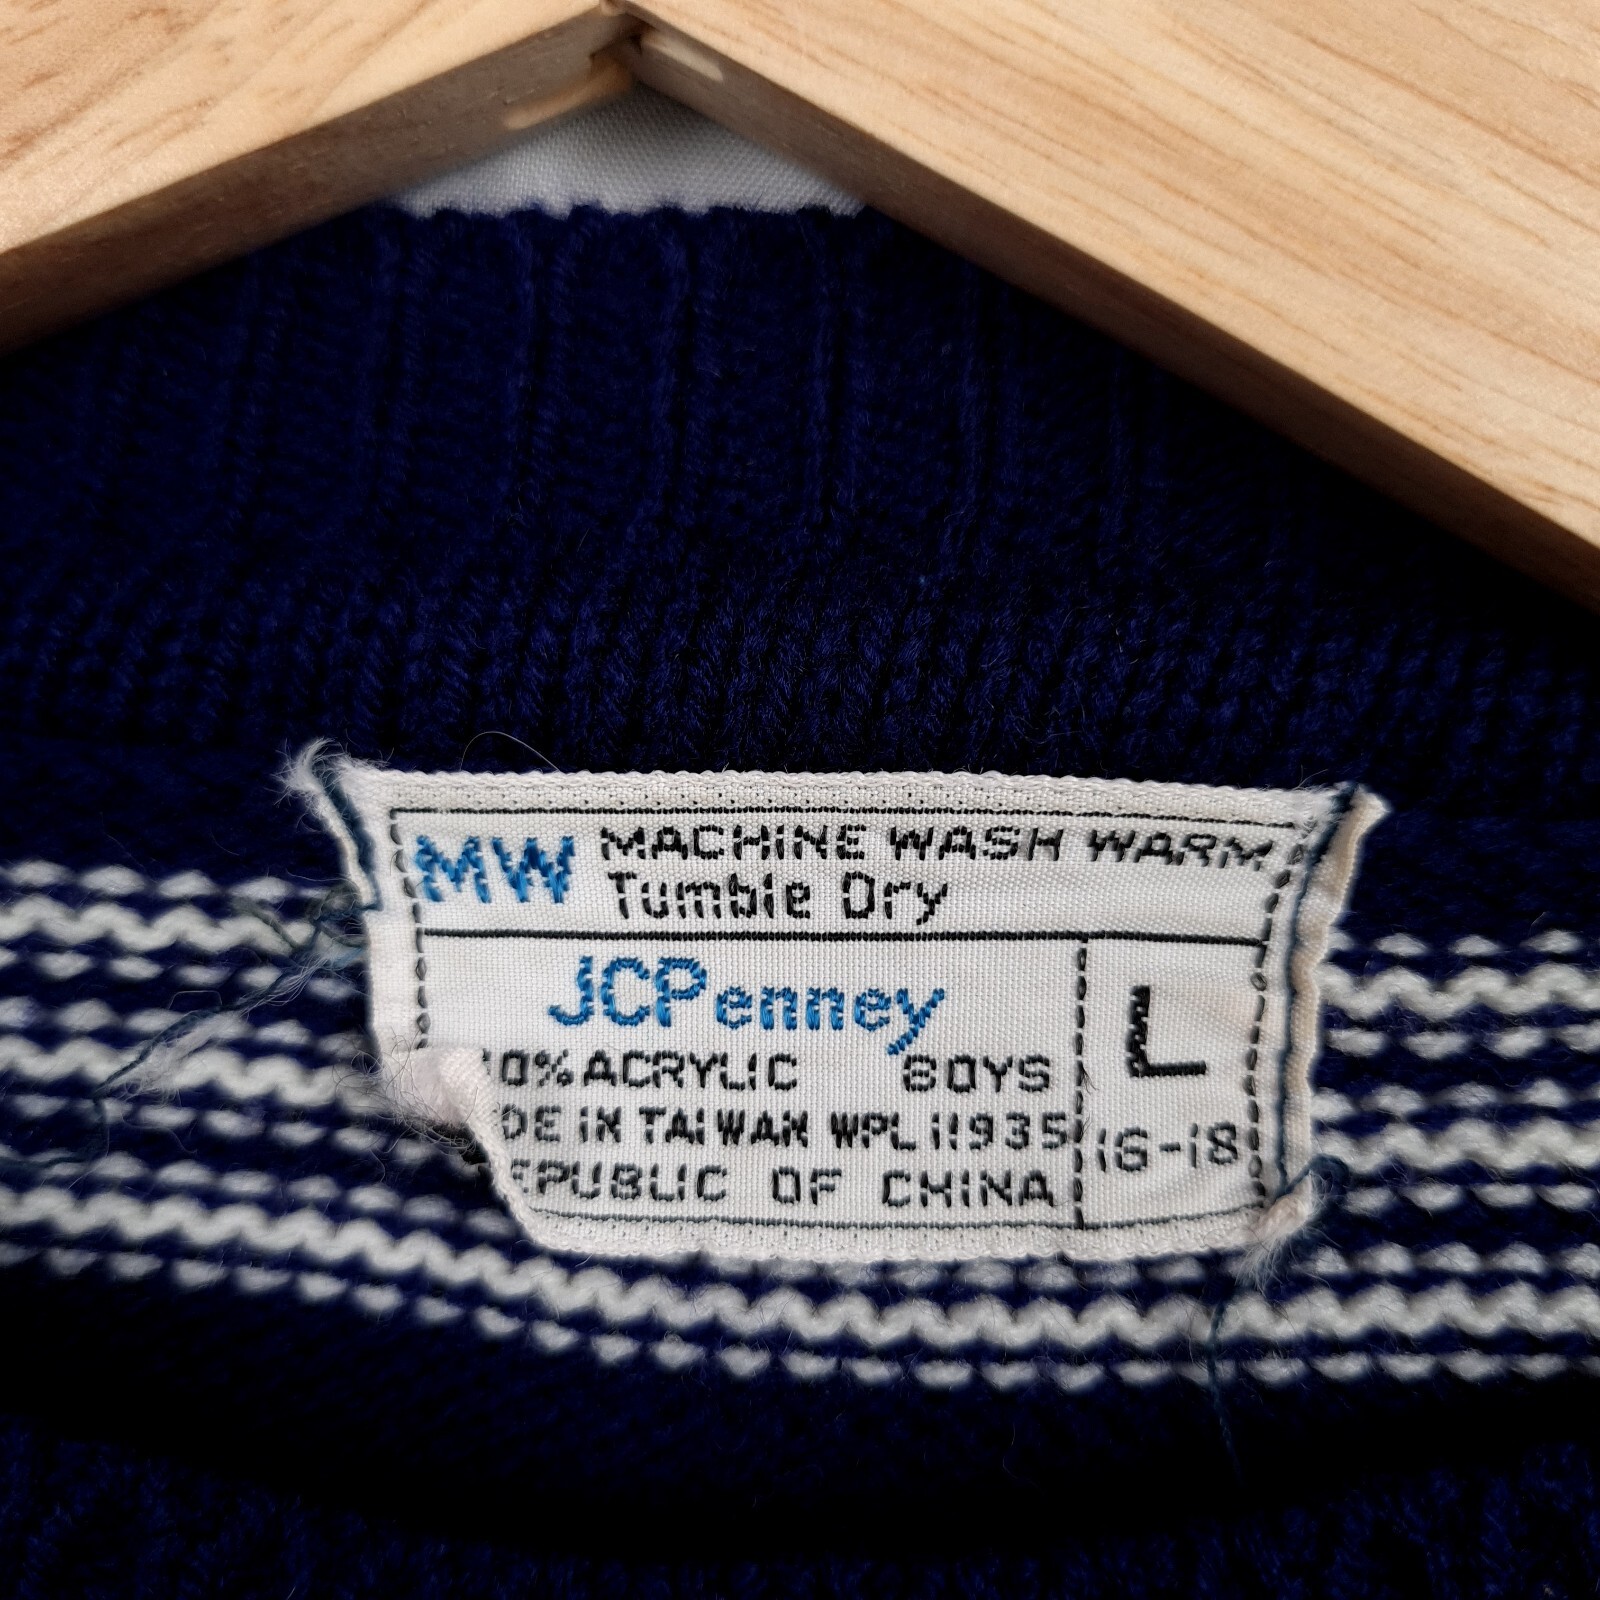 MW MACHINE WASH WARM
Tumble Dry
JCPenney L
0% ACRYLIC BOYS
DE IN TAIWAN WPL 11935 16-18
EPUBLIC OF CHINA